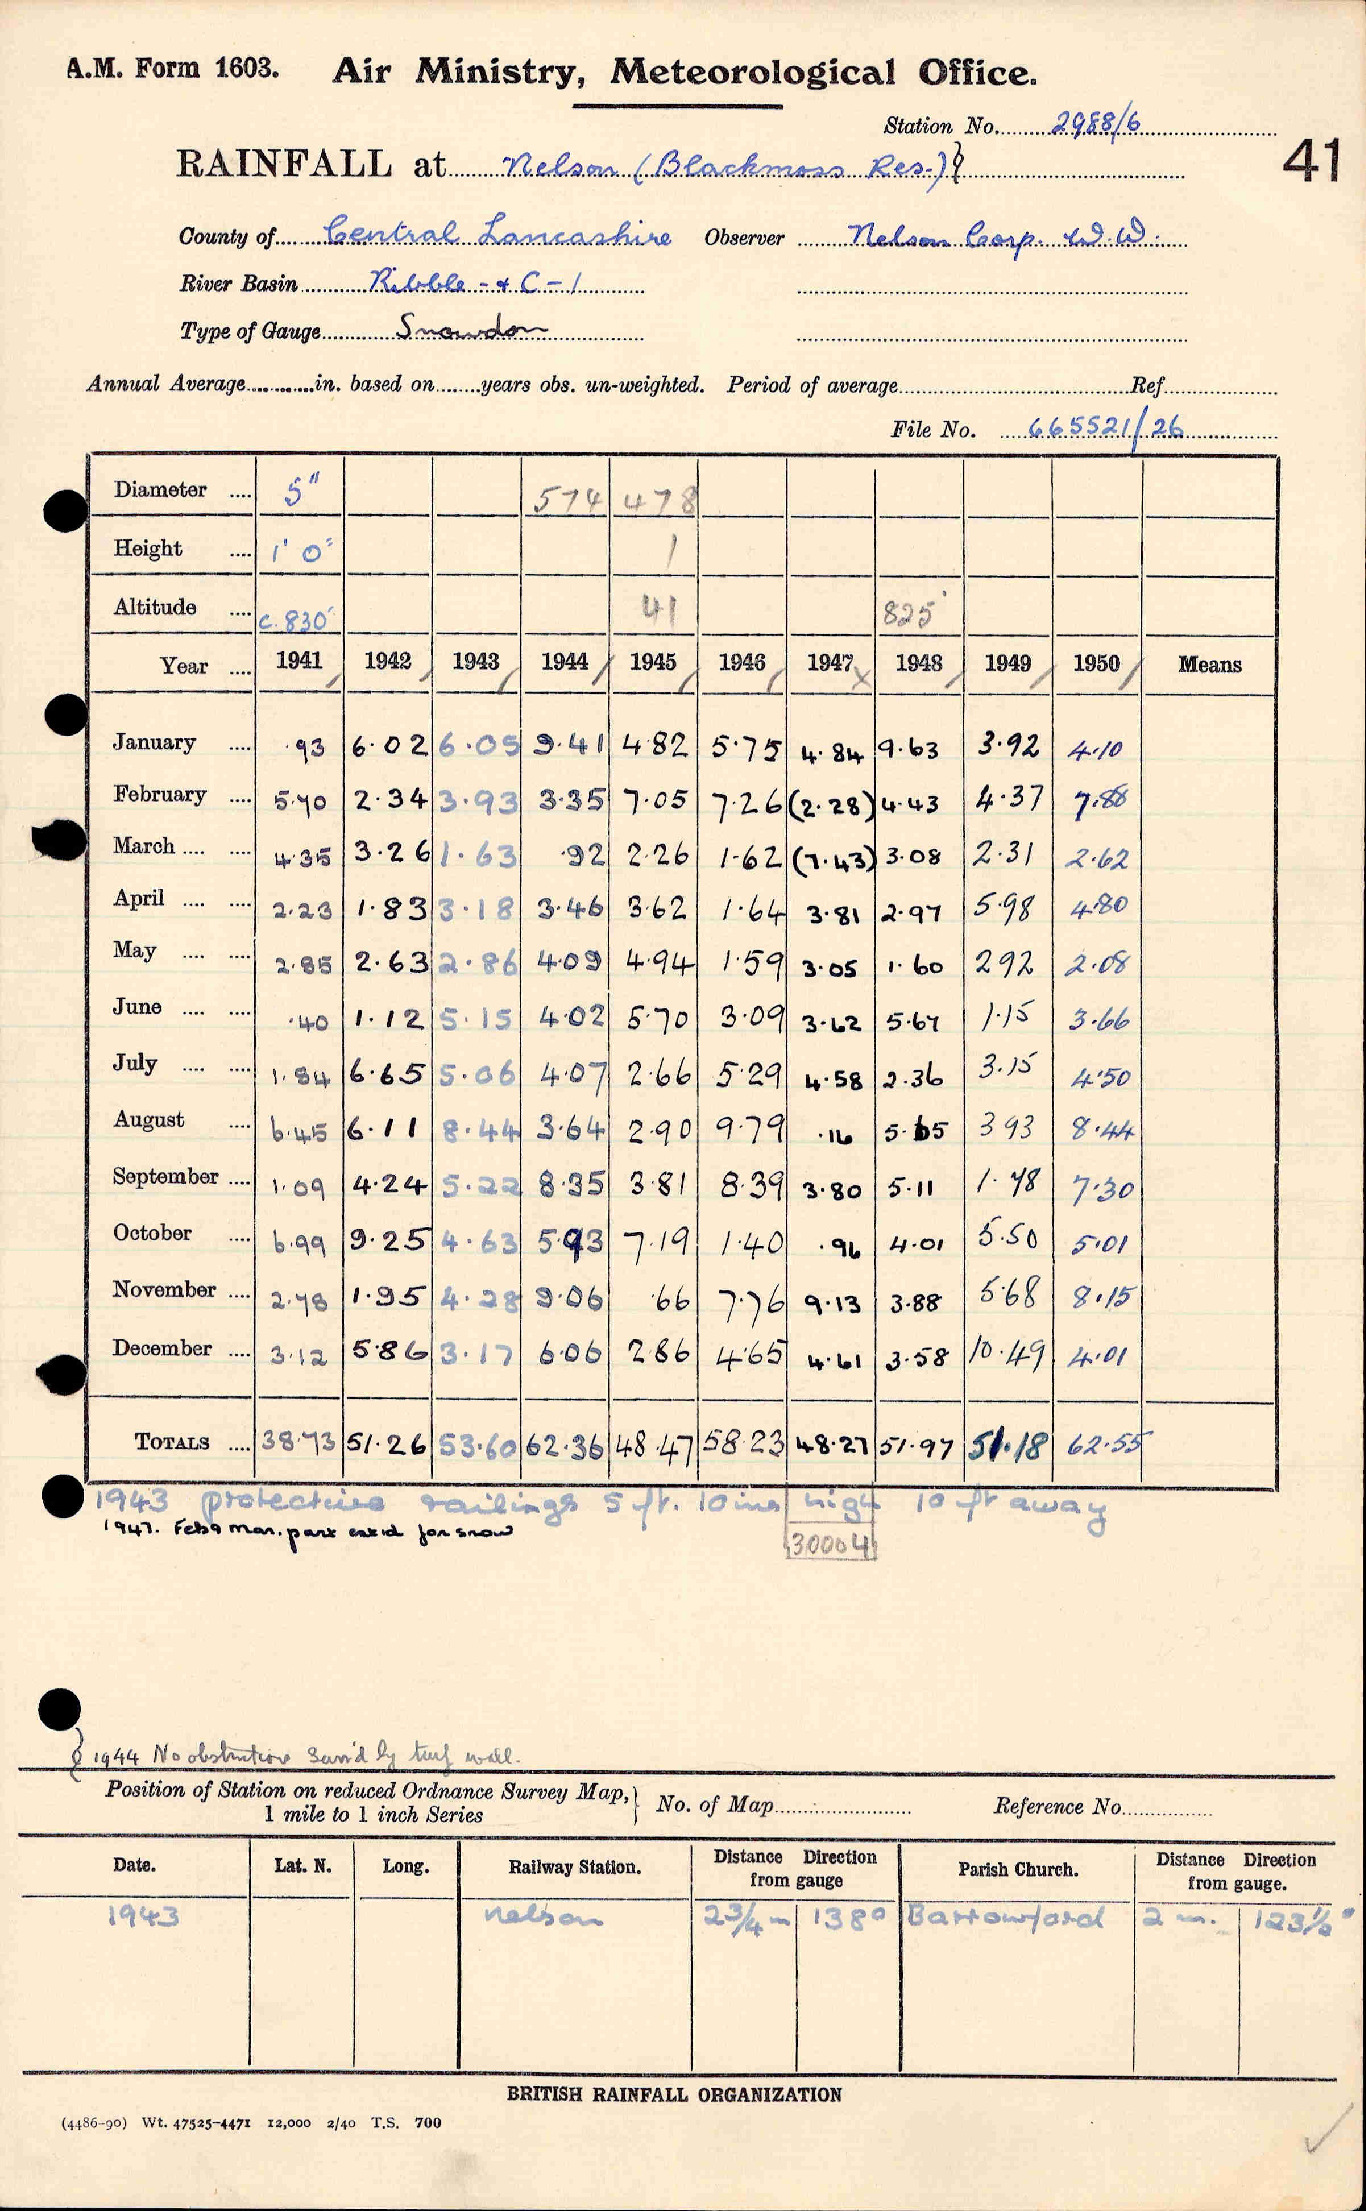 A.M. Form 1603. Air Ministry, Meteorological Office.
Station No. 2988/6
41
RAINFALL at Nelson (Blackmoss Res.)}
County of Central Lancashire Observer Nelson Corp. W.W.
River Basin Ribble - + C - 1
Type of Gauge Snowdon
Annual Average in. based on years obs. un-weighted. Period of average Ref
File No. 665521/26
Diameter 5" 574 478
Height 1' 0" 1
Altitude c. 830' 41 825'
Year 1941 1942 1943 1944 1945 1946 1947 1948 1949 1950 Means
January ·93 6·02 6·05 9·41 4·82 5·75 4·84 9·63 3·92 4·10
February 5·70 2·34 3·93 3·35 7·05 7·26 (2·28) 4·43 4·37 7·88
March 4·35 3·26 1·63 ·92 2·26 1·62 (7·43) 3·08 2·31 2·62
April 2·23 1·83 3·18 3·46 3·62 1·64 3·81 2·97 5·98 4·80
May 2·85 2·63 2·86 4·09 4·94 1·59 3·05 1·60 2·92 2·08
June ·40 1·12 5·15 4·02 5·70 3·09 3·62 5·67 1·15 3·66
July 1·84 6·65 5·06 4·07 2·66 5·29 4·58 2·36 3·15 4·50
August 6·45 6·11 8·44 3·64 2·90 9·79 ·16 5·65 3·93 8·44
September 1·09 4·24 5·22 8·35 3·81 8·39 3·80 5·11 1·78 7·30
October 6·99 9·25 4·63 5·93 7·19 1·40 ·96 4·01 5·50 5·01
November 2·78 1·95 4·28 9·06 ·66 7·76 9·13 3·88 5·68 8·15
December 3·12 5·86 3·17 6·06 2·86 4·65 4·61 3·58 10·49 4·01
TOTALS 38·73 51·26 53·60 62·36 48·47 58·23 48·27 51·97 51·18 62·55
1943 protective railings 5 ft. 10 ins high 10 ft away
1947. Feb & Mar. part est'd for snow
30004
1944 No obstructions Surr'd by turf wall.
Position of Station on reduced Ordnance Survey Map, 1 mile to 1 inch Series } No. of Map Reference No.
Date. Lat. N. Long. Railway Station. Distance Direction from gauge Parish Church. Distance Direction from gauge.
1943 Nelson 2¾ m 138° Barrowford 2 m. 123½°
BRITISH RAINFALL ORGANIZATION
(4486-90) Wt. 47525-4471 12,000 2/40 T.S. 700